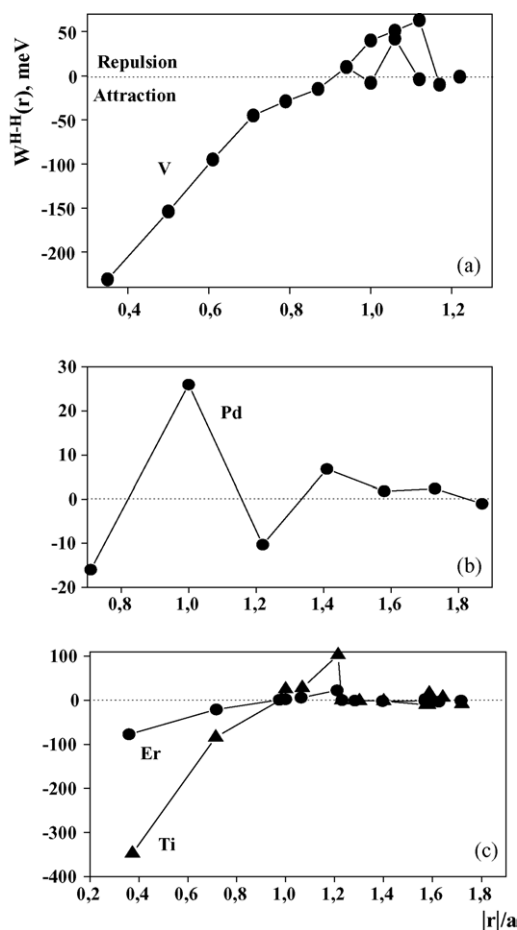 50
0
-50
-100
-150
-200
W^H-H(r), meV
Repulsion
Attraction
V
(a)
0,4 0,6 0,8 1,0 1,2
30
20
10
0
-10
-20
Pd
(b)
0,8 1,0 1,2 1,4 1,6 1,8
100
0
-100
-200
-300
-400
Er
Ti
(c)
0,2 0,4 0,6 0,8 1,0 1,2 1,4 1,6 1,8
|r|/a